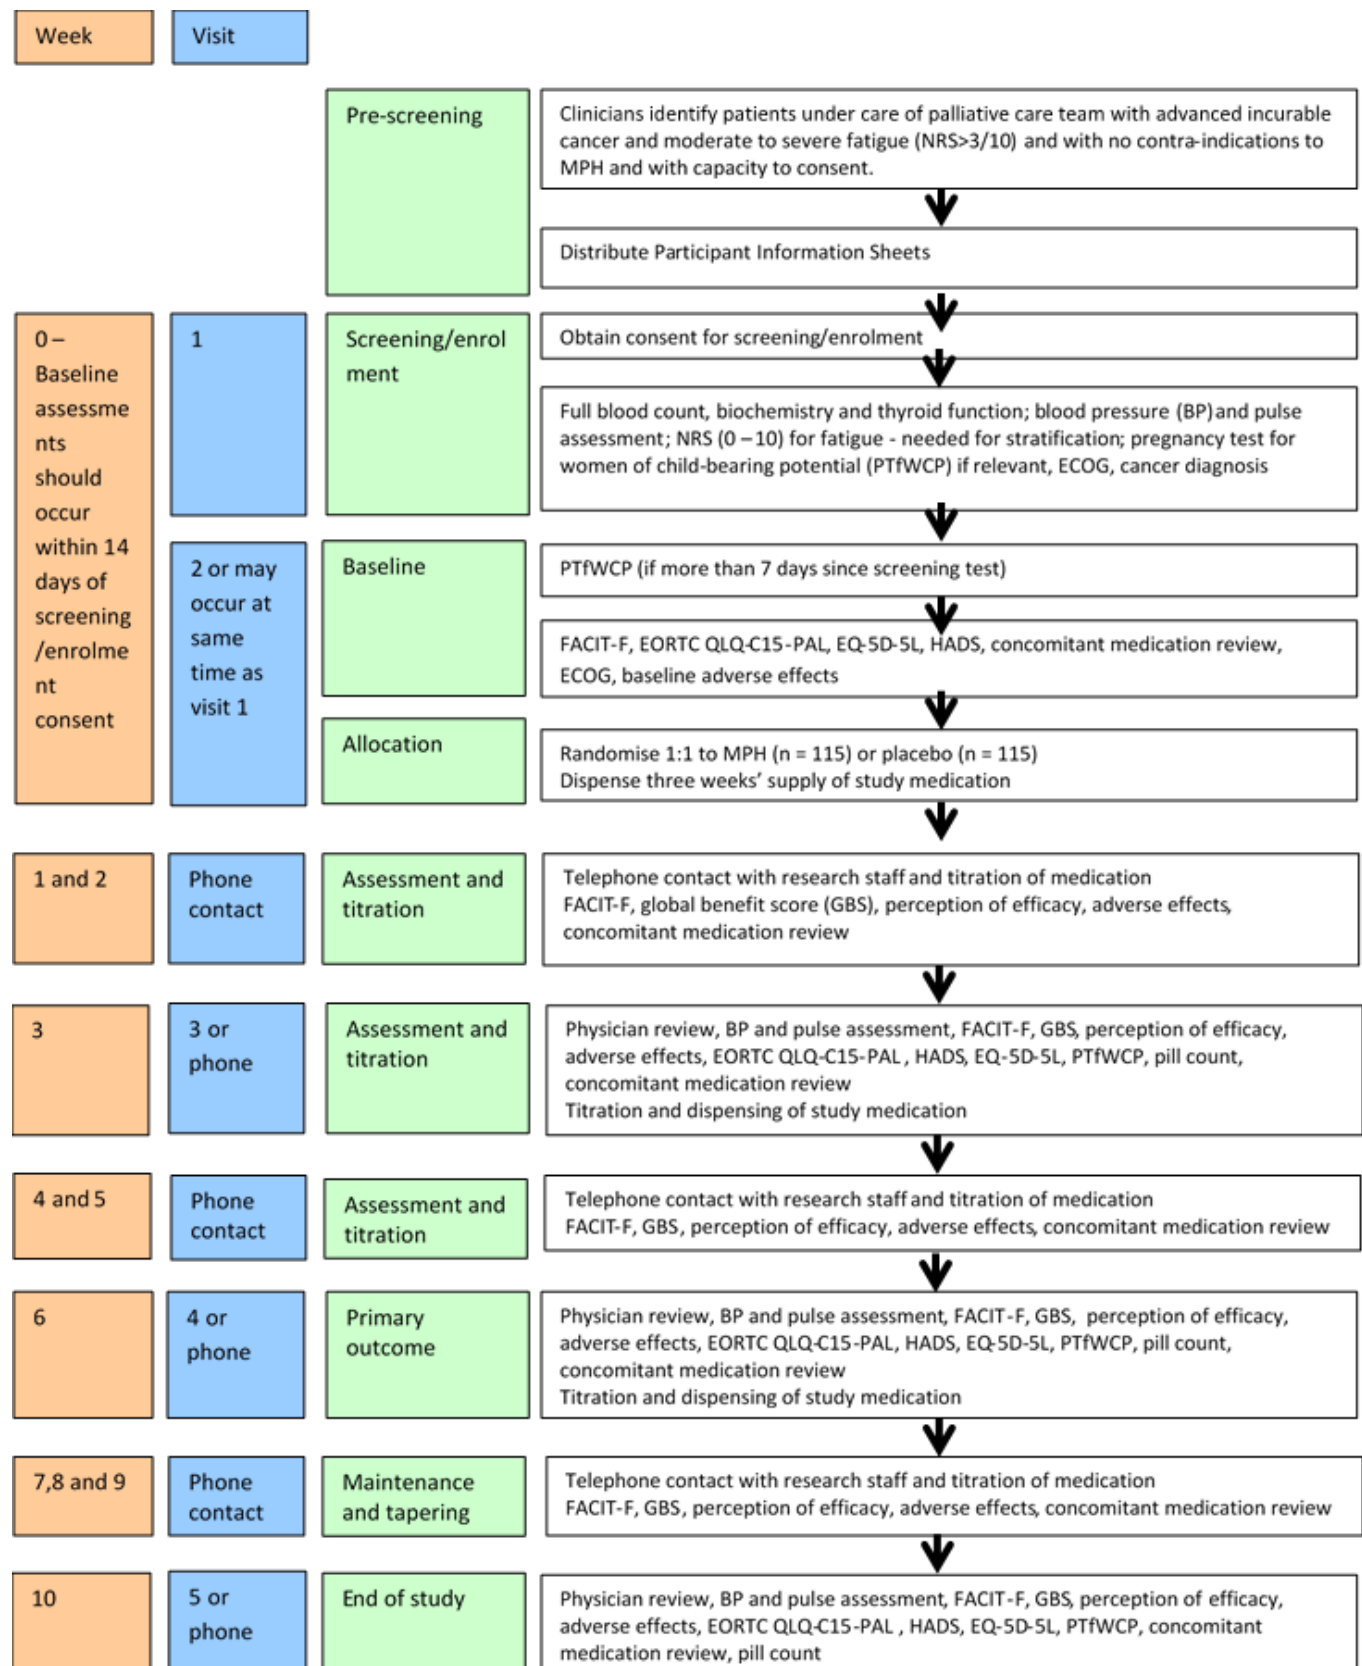 Week
Visit
Pre-screening
Clinicians identify patients under care of palliative care team with advanced incurable
cancer and moderate to severe fatigue (NRS>3/10) and with no contra-indications to
MPH and with capacity to consent.
Distribute Participant Information Sheets
0 –
Baseline
assessme
nts
should
occur
within 14
days of
screening
/enrolme
nt
consent
1
Screening/enrol
ment
Obtain consent for screening/enrolment
Full blood count, biochemistry and thyroid function; blood pressure (BP) and pulse
assessment; NRS (0 – 10) for fatigue - needed for stratification; pregnancy test for
women of child-bearing potential (PTfWCP) if relevant, ECOG, cancer diagnosis
2 or may
occur at
same
time as
visit 1
Baseline
PTfWCP (if more than 7 days since screening test)
FACIT-F, EORTC QLQ-C15-PAL, EQ-5D-5L, HADS, concomitant medication review,
ECOG, baseline adverse effects
Allocation
Randomise 1:1 to MPH (n = 115) or placebo (n = 115)
Dispense three weeks’ supply of study medication
1 and 2
Phone
contact
Assessment and
titration
Telephone contact with research staff and titration of medication
FACIT-F, global benefit score (GBS), perception of efficacy, adverse effects,
concomitant medication review
3
3 or
phone
Assessment and
titration
Physician review, BP and pulse assessment, FACIT-F, GBS, perception of efficacy,
adverse effects, EORTC QLQ-C15-PAL , HADS, EQ-5D-5L, PTfWCP, pill count,
concomitant medication review
Titration and dispensing of study medication
4 and 5
Phone
contact
Assessment and
titration
Telephone contact with research staff and titration of medication
FACIT-F, GBS, perception of efficacy, adverse effects, concomitant medication review
6
4 or
phone
Primary
outcome
Physician review, BP and pulse assessment, FACIT-F, GBS, perception of efficacy,
adverse effects, EORTC QLQ-C15-PAL, HADS, EQ-5D-5L, PTfWCP, pill count,
concomitant medication review
Titration and dispensing of study medication
7,8 and 9
Phone
contact
Maintenance
and tapering
Telephone contact with research staff and titration of medication
FACIT-F, GBS, perception of efficacy, adverse effects, concomitant medication review
10
5 or
phone
End of study
Physician review, BP and pulse assessment, FACIT-F, GBS, perception of efficacy,
adverse effects, EORTC QLQ-C15-PAL , HADS, EQ-5D-5L, PTfWCP, concomitant
medication review, pill count